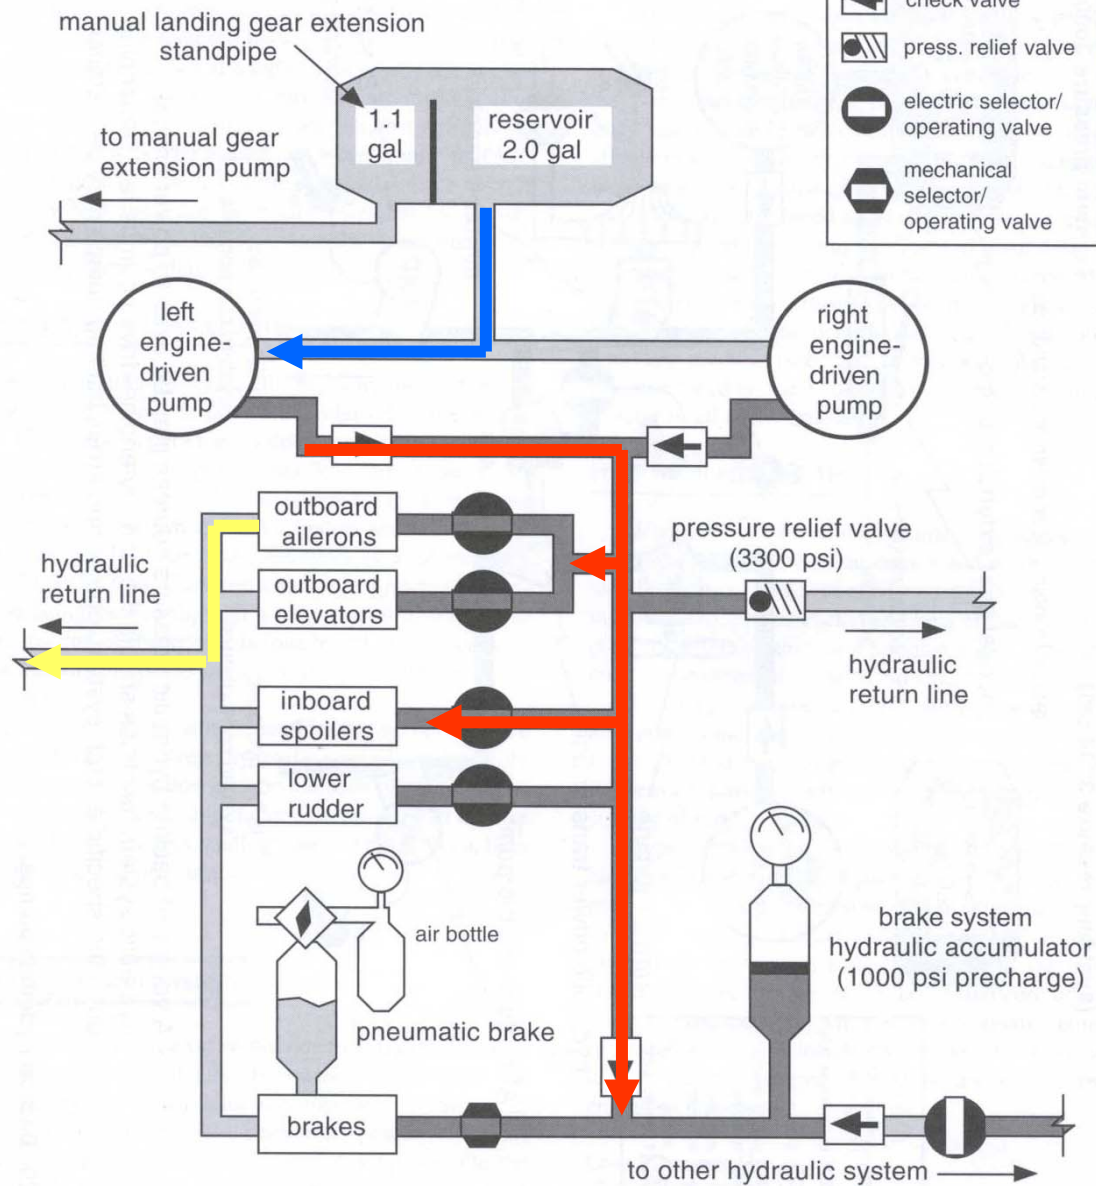 manual landing gear extension
standpipe
1.1
gal
reservoir
2.0 gal
to manual gear
extension pump
check valve
press. relief valve
electric selector/
operating valve
mechanical
selector/
operating valve
left
engine-
driven
pump
right
engine-
driven
pump
outboard
ailerons
outboard
elevators
pressure relief valve
(3300 psi)
hydraulic
return line
hydraulic
return line
inboard
spoilers
lower
rudder
air bottle
pneumatic brake
brake system
hydraulic accumulator
(1000 psi precharge)
brakes
to other hydraulic system